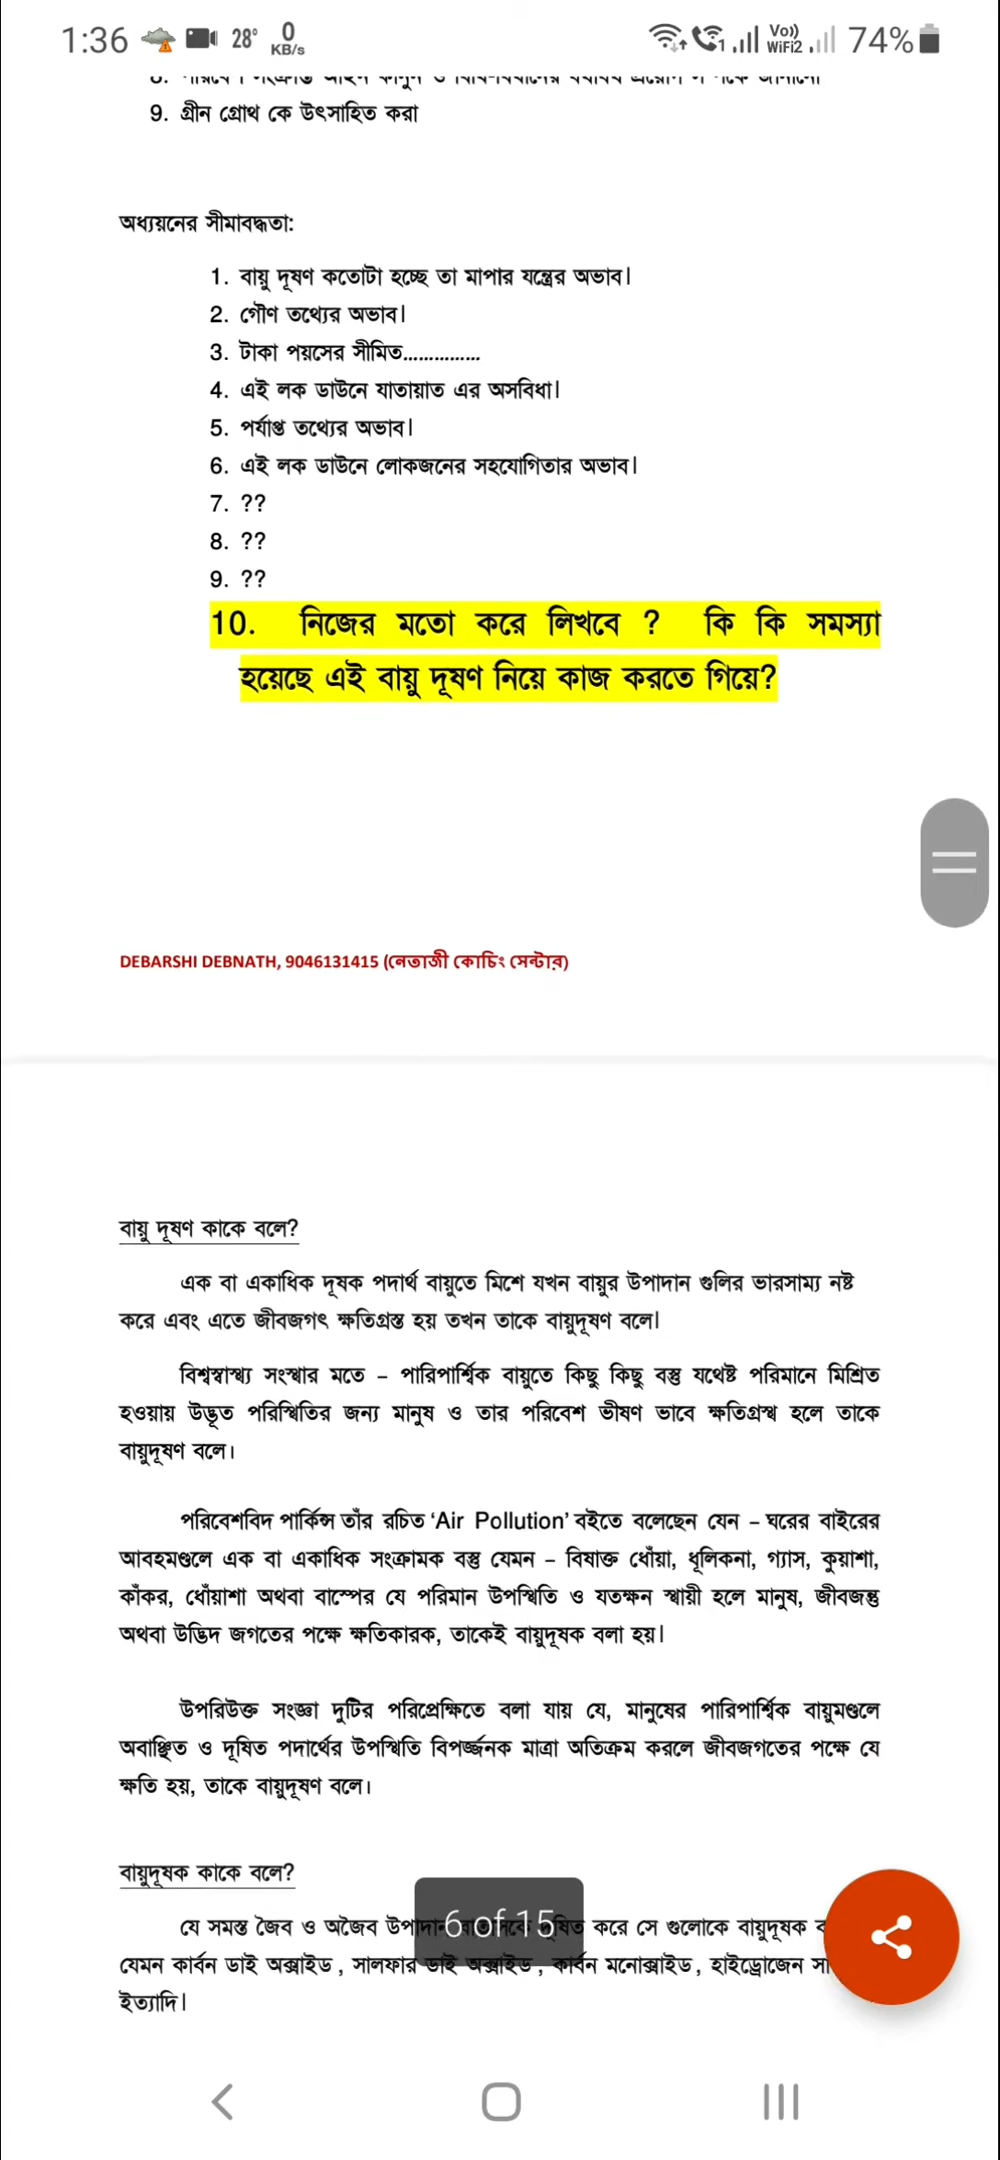 1:36 28° 0 KB/s Vo)) WiFi2 74%
9. গ্রীন গ্রোথ কে উৎসাহিত করা
অধ্যয়নের সীমাবদ্ধতা:
1. বায়ু দূষণ কতোটা হচ্ছে তা মাপার যন্ত্রের অভাব।
2. গৌণ তথ্যের অভাব।
3. টাকা পয়সের সীমিত...............
4. এই লক ডাউনে যাতায়াত এর অসবিধা।
5. পর্যাপ্ত তথ্যের অভাব।
6. এই লক ডাউনে লোকজনের সহযোগিতার অভাব।
7. ??
8. ??
9. ??
10. নিজের মতো করে লিখবে ? কি কি সমস্যা
হয়েছে এই বায়ু দূষণ নিয়ে কাজ করতে গিয়ে?
DEBARSHI DEBNATH, 9046131415 (নেতাজী কোচিং সেন্টার)
বায়ু দূষণ কাকে বলে?
এক বা একাধিক দূষক পদার্থ বায়ুতে মিশে যখন বায়ুর উপাদান গুলির ভারসাম্য নষ্ট
করে এবং এতে জীবজগৎ ক্ষতিগ্রস্ত হয় তখন তাকে বায়ুদূষণ বলে।
বিশ্বস্বাস্থ্য সংস্থার মতে – পারিপার্শ্বিক বায়ুতে কিছু কিছু বস্তু যথেষ্ট পরিমানে মিশ্রিত
হওয়ায় উদ্ভূত পরিস্থিতির জন্য মানুষ ও তার পরিবেশ ভীষণ ভাবে ক্ষতিগ্রস্থ হলে তাকে
বায়ুদূষণ বলে।
পরিবেশবিদ পার্কিন্স তাঁর রচিত ‘Air Pollution’ বইতে বলেছেন যেন – ঘরের বাইরের
আবহমণ্ডলে এক বা একাধিক সংক্রামক বস্তু যেমন – বিষাক্ত ধোঁয়া, ধূলিকনা, গ্যাস, কুয়াশা,
কাঁকর, ধোঁয়াশা অথবা বাস্পের যে পরিমান উপস্থিতি ও যতক্ষন স্থায়ী হলে মানুষ, জীবজন্তু
অথবা উদ্ভিদ জগতের পক্ষে ক্ষতিকারক, তাকেই বায়ুদূষক বলা হয়।
উপরিউক্ত সংজ্ঞা দুটির পরিপ্রেক্ষিতে বলা যায় যে, মানুষের পারিপার্শ্বিক বায়ুমণ্ডলে
অবাঞ্ছিত ও দূষিত পদার্থের উপস্থিতি বিপর্জ্জনক মাত্রা অতিক্রম করলে জীবজগতের পক্ষে যে
ক্ষতি হয়, তাকে বায়ুদূষণ বলে।
বায়ুদূষক কাকে বলে?
যে সমস্ত জৈব ও অজৈব উপাদান বাতাসকে দূষিত করে সে গুলোকে বায়ুদূষক
6 of 15
যেমন কার্বন ডাই অক্সাইড, সালফার ডাই অক্সাইড, কার্বন মনোক্সাইড, হাইড্রোজেন
ইত্যাদি।